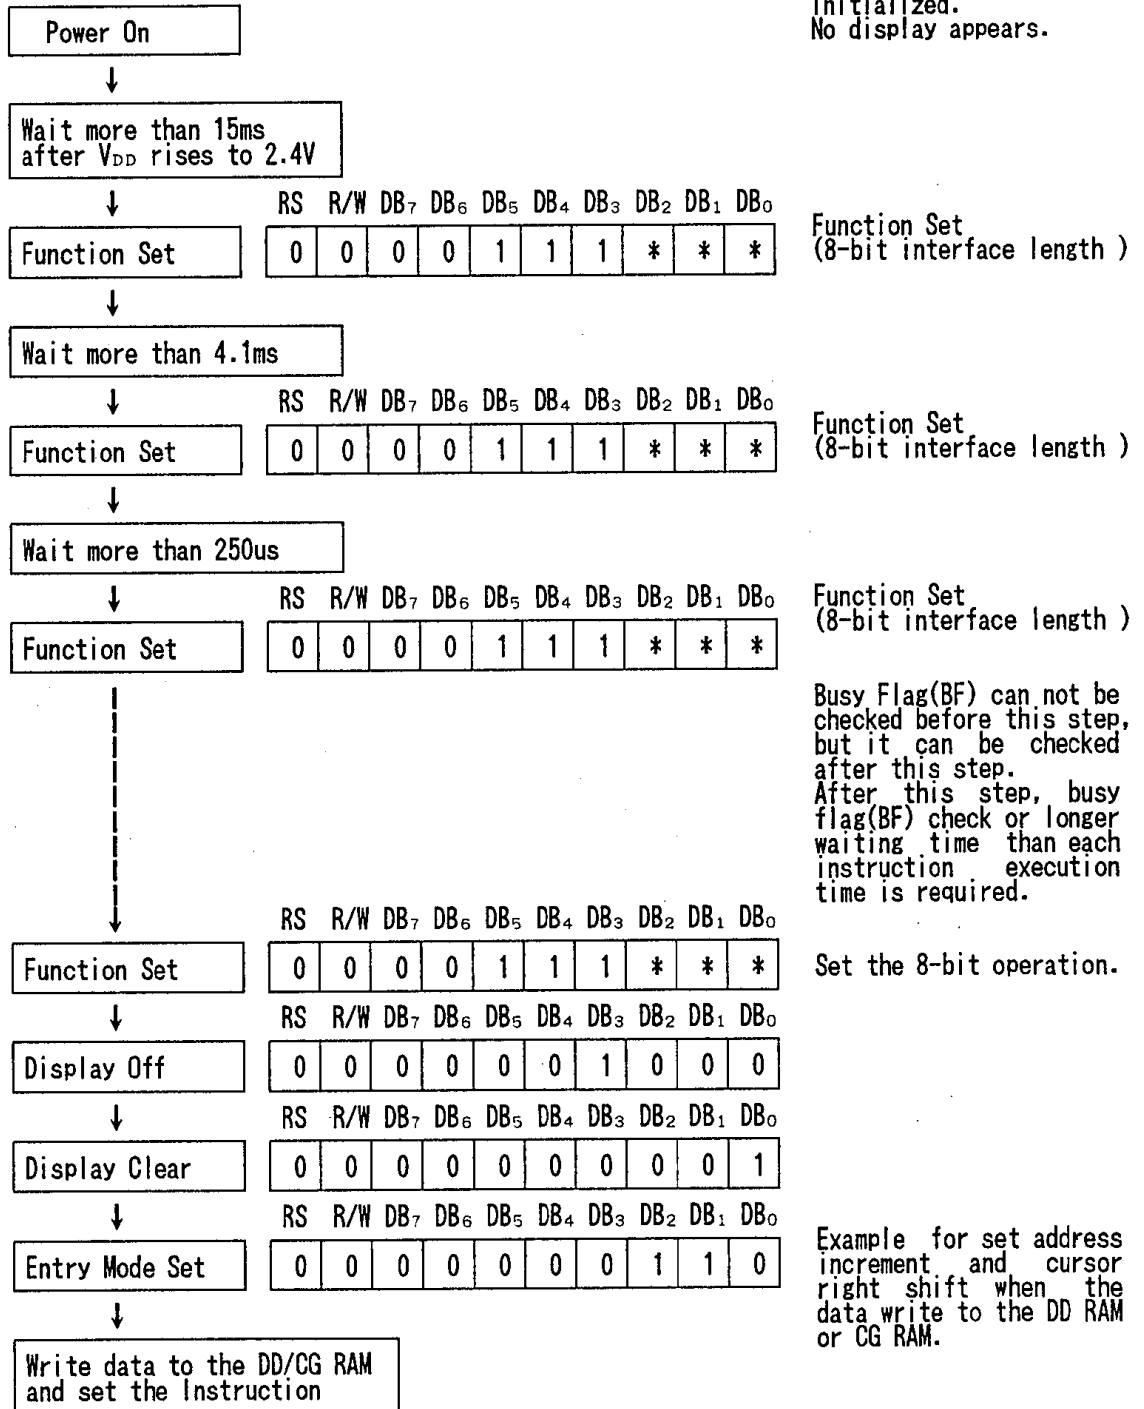 Initialized.
No display appears.
Power On
↓
Wait more than 15ms
after VDD rises to 2.4V
↓
RS R/W DB7 DB6 DB5 DB4 DB3 DB2 DB1 DB0
Function Set
0 0 0 0 1 1 1 * * *
Function Set
(8-bit interface length )
↓
Wait more than 4.1ms
↓
RS R/W DB7 DB6 DB5 DB4 DB3 DB2 DB1 DB0
Function Set
0 0 0 0 1 1 1 * * *
Function Set
(8-bit interface length )
↓
Wait more than 250us
↓
RS R/W DB7 DB6 DB5 DB4 DB3 DB2 DB1 DB0
Function Set
0 0 0 0 1 1 1 * * *
Function Set
(8-bit interface length )
Busy Flag(BF) can not be
checked before this step,
but it can be checked
after this step.
After this step, busy
flag(BF) check or longer
waiting time than each
instruction execution
time is required.
RS R/W DB7 DB6 DB5 DB4 DB3 DB2 DB1 DB0
Function Set
0 0 0 0 1 1 1 * * *
Set the 8-bit operation.
↓
RS R/W DB7 DB6 DB5 DB4 DB3 DB2 DB1 DB0
Display Off
0 0 0 0 0 0 1 0 0 0
↓
RS R/W DB7 DB6 DB5 DB4 DB3 DB2 DB1 DB0
Display Clear
0 0 0 0 0 0 0 0 0 1
↓
RS R/W DB7 DB6 DB5 DB4 DB3 DB2 DB1 DB0
Entry Mode Set
0 0 0 0 0 0 0 1 1 0
Example for set address
increment and cursor
right shift when the
data write to the DD RAM
or CG RAM.
↓
Write data to the DD/CG RAM
and set the Instruction